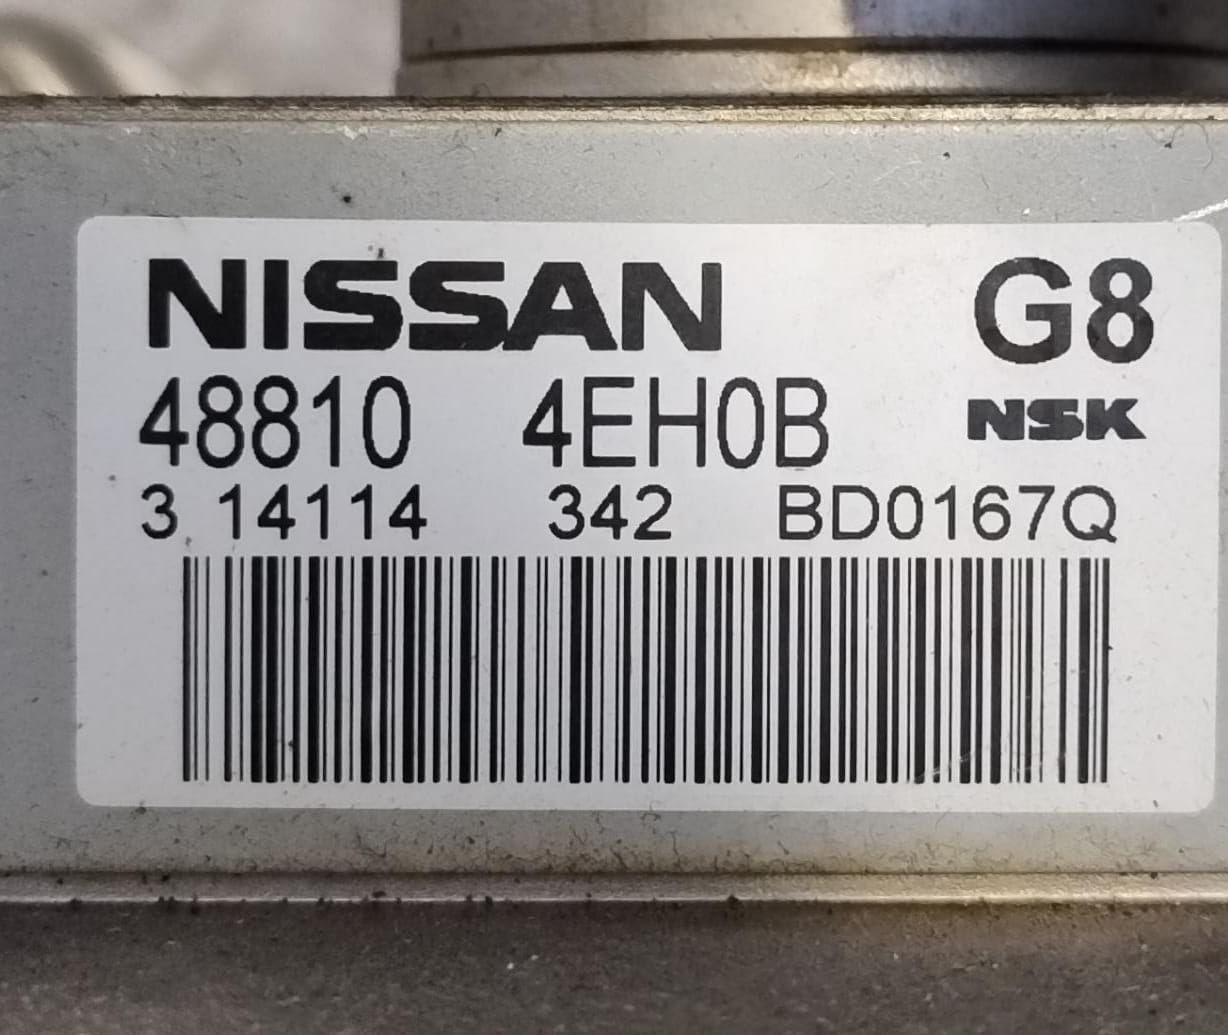 NISSAN G8
48810 4EH0B NSK
3 14114 342 BD0167Q